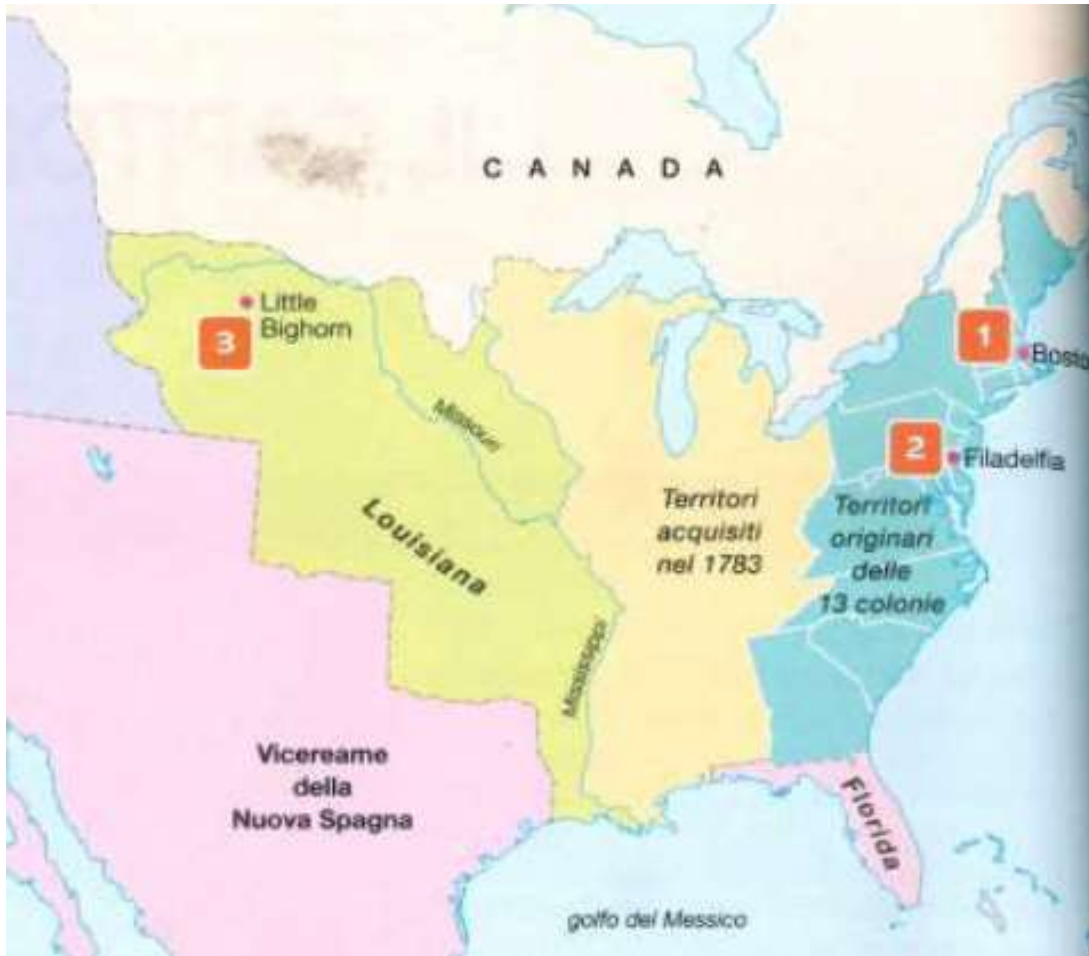 CANADA
Little
Bighorn
3
1
Bosto
2
Filadelfia
Missouri
Territori
acquisiti
nel 1783
Territori
originari
delle
13 colonie
Louisiana
Mississippi
Vicereame
della
Nuova Spagna
Florida
golfo del Messico